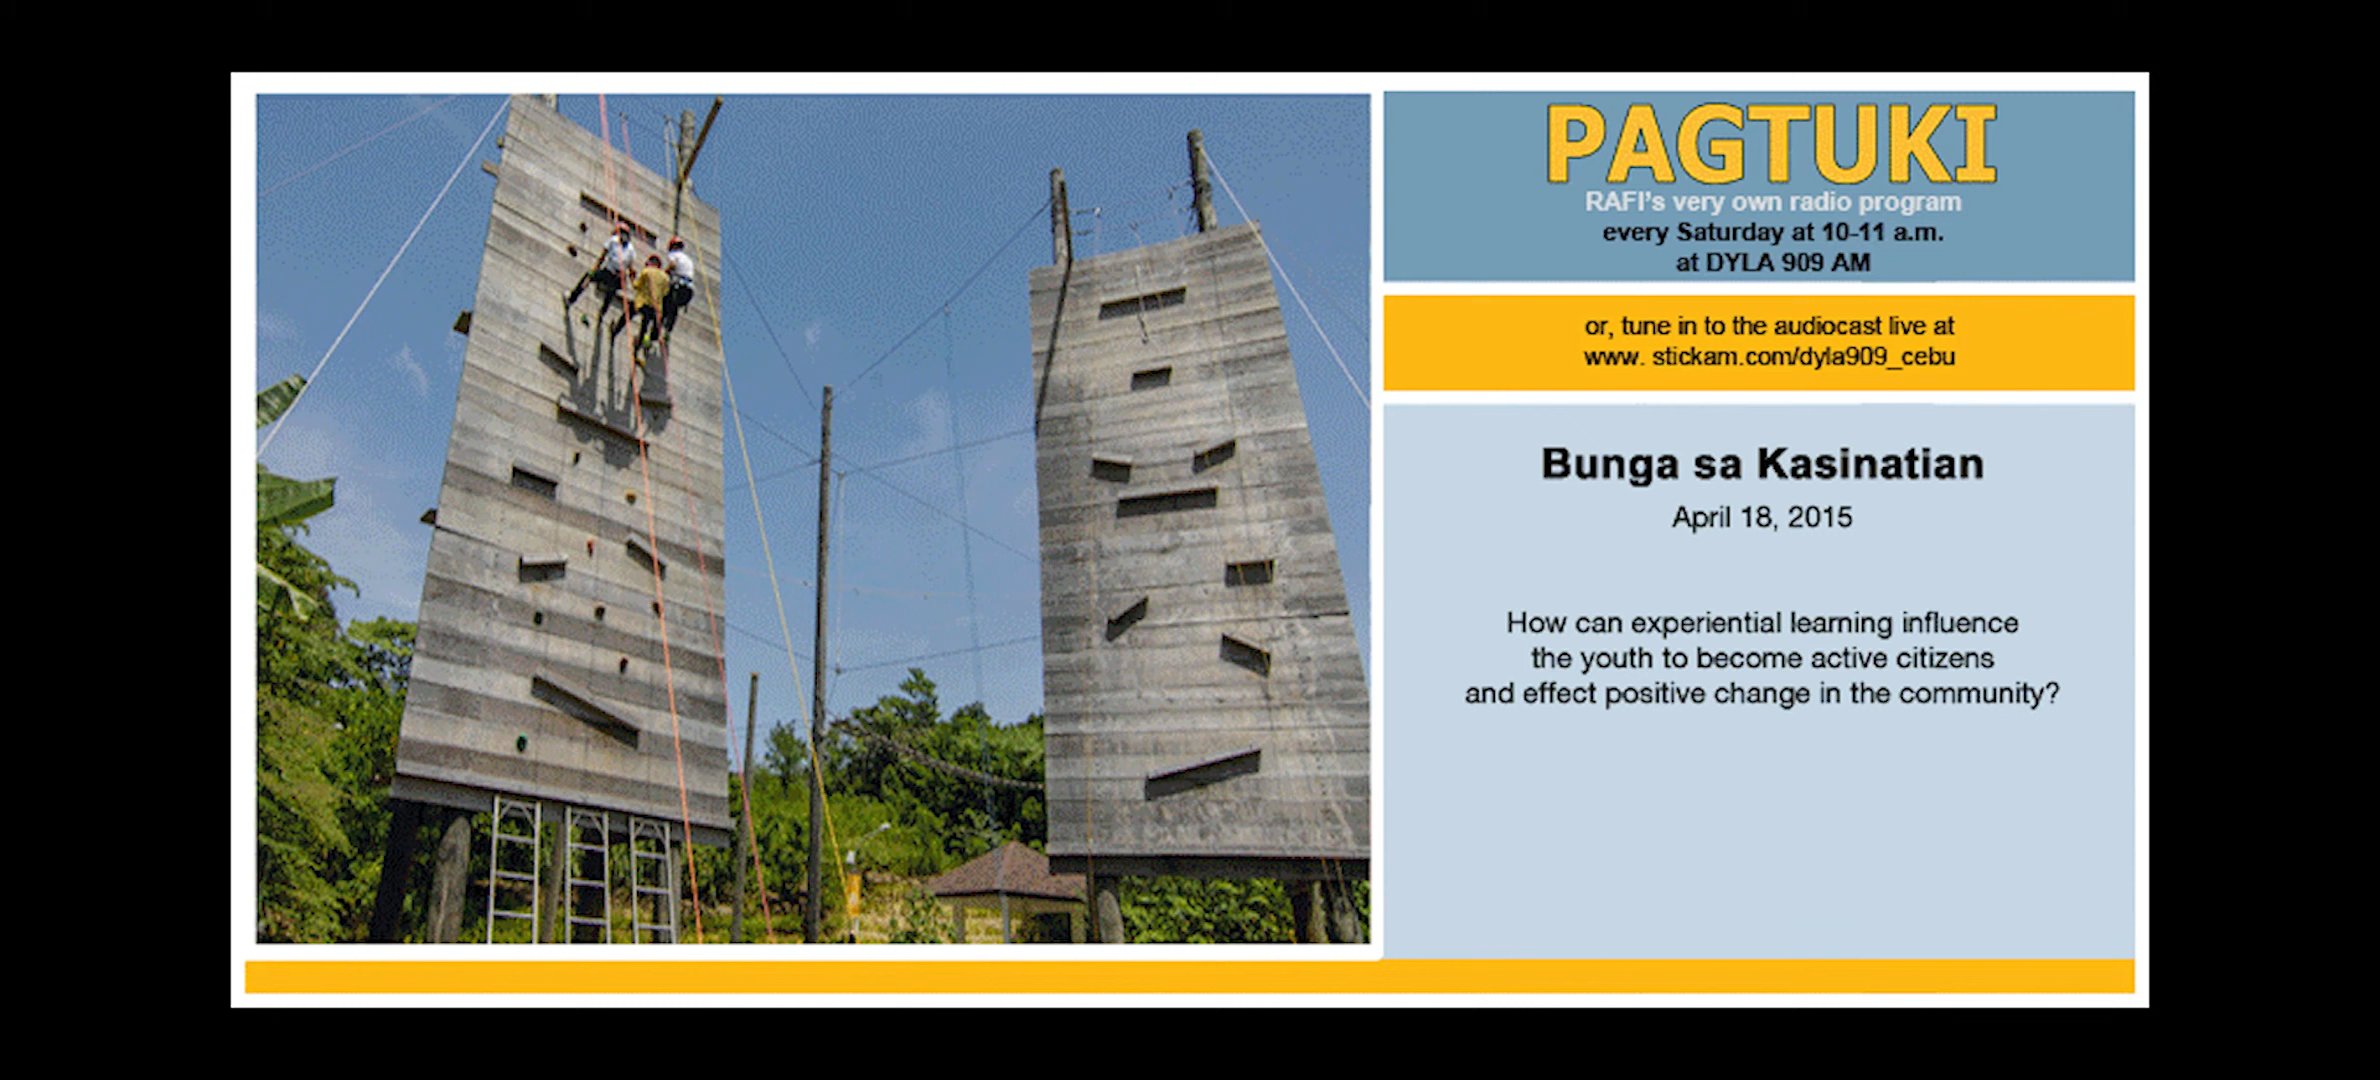 PAGTUKI
RAFI's very own radio program
every Saturday at 10-11 a.m.
at DYLA 909 AM
or, tune in to the audiocast live at
www. stickam.com/dyla909_cebu
Bunga sa Kasinatian
April 18, 2015
How can experiential learning influence
the youth to become active citizens
and effect positive change in the community?